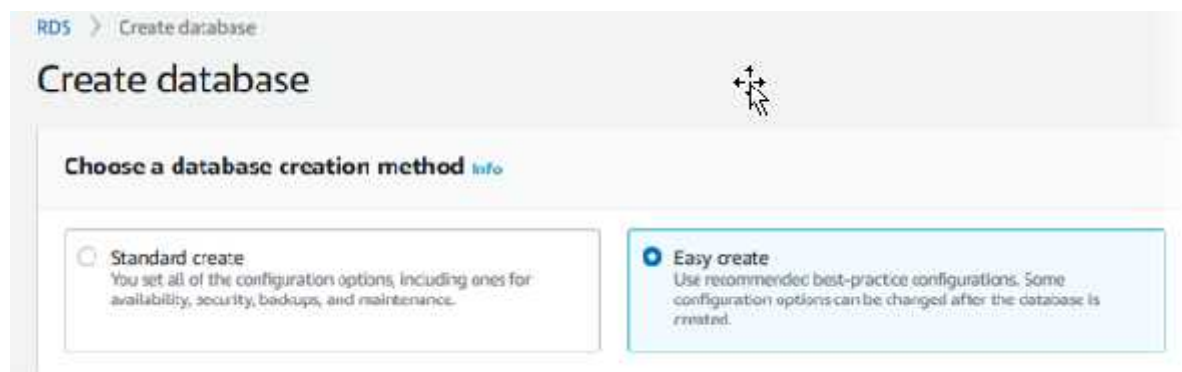 RDS > Create database
Create database
Choose a database creation method Info
Standard create
You set all of the configuration options, including ones for
availability, security, backups, and maintenance.
Easy create
Use recommended best-practice configurations. Some
configuration options can be changed after the database is
created.